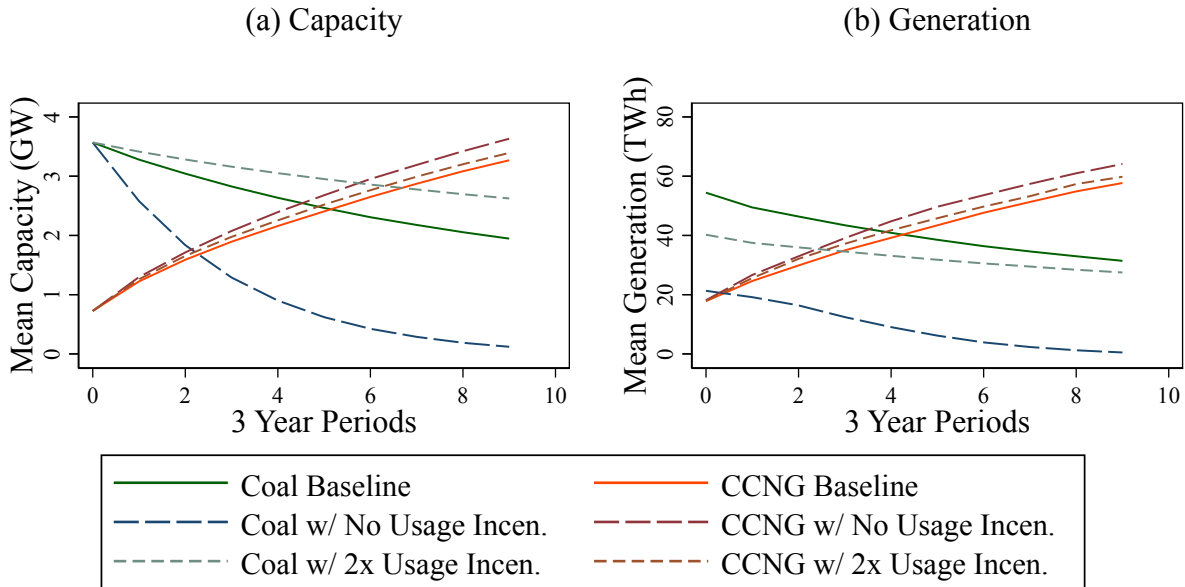 (a) Capacity
(b) Generation
Mean Capacity (GW)
4
3
2
1
0
0 2 4 6 8 10
3 Year Periods
Mean Generation (TWh)
80
60
40
20
0
0 2 4 6 8 10
3 Year Periods
Coal Baseline
CCNG Baseline
Coal w/ No Usage Incen.
CCNG w/ No Usage Incen.
Coal w/ 2x Usage Incen.
CCNG w/ 2x Usage Incen.